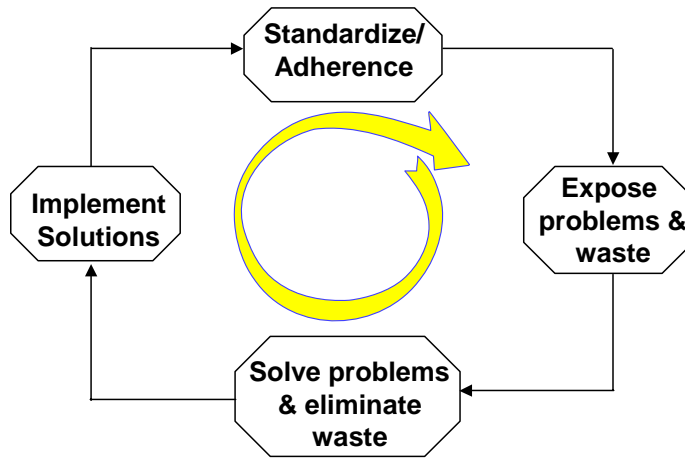 Standardize/
Adherence
Expose
problems &
waste
Solve problems
& eliminate
waste
Implement
Solutions